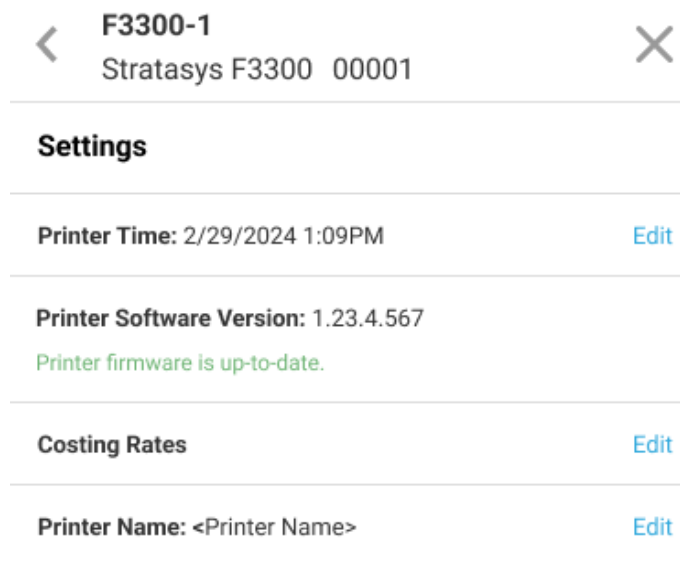 F3300-1
Stratasys F3300 00001
Settings
Printer Time: 2/29/2024 1:09PM Edit
Printer Software Version: 1.23.4.567
Printer firmware is up-to-date.
Costing Rates Edit
Printer Name: <Printer Name> Edit